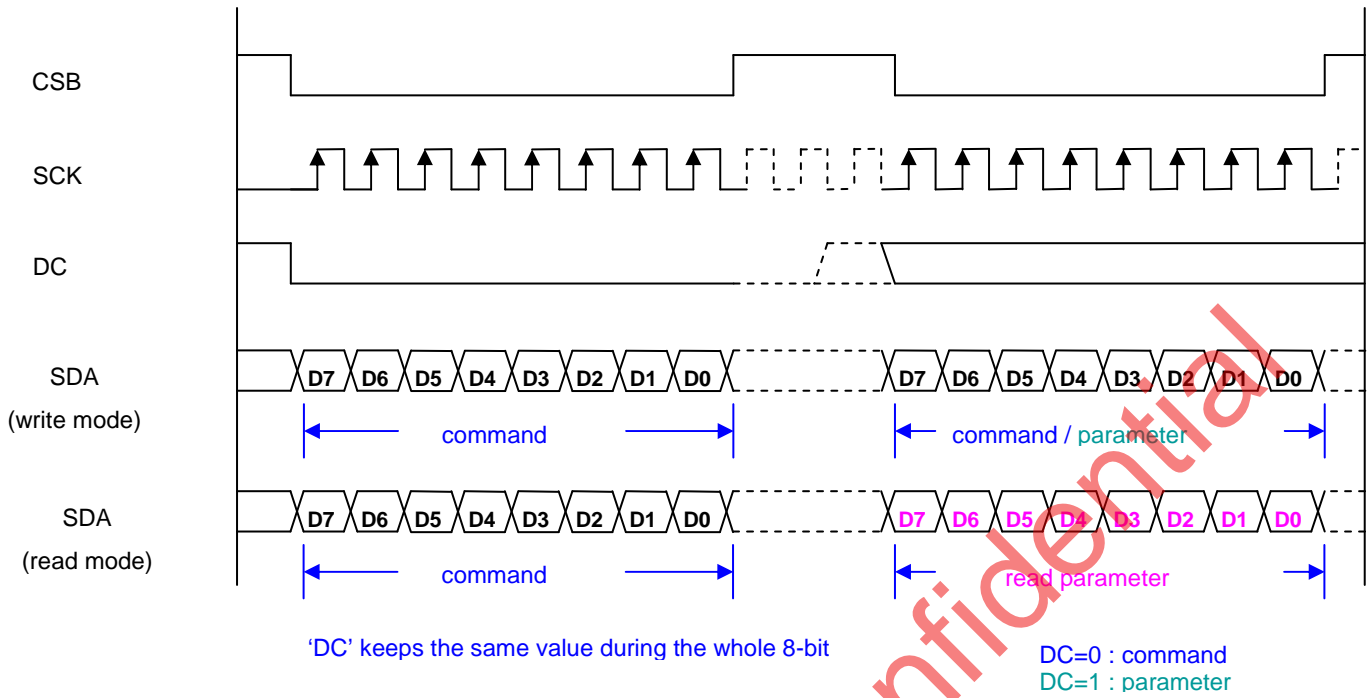 CSB
SCK
DC
SDA
(write mode)
D7 D6 D5 D4 D3 D2 D1 D0
D7 D6 D5 D4 D3 D2 D1 D0
command
command / parameter
SDA
(read mode)
D7 D6 D5 D4 D3 D2 D1 D0
D7 D6 D5 D4 D3 D2 D1 D0
command
read parameter
‘DC’ keeps the same value during the whole 8-bit
DC=0 : command
DC=1 : parameter
nfidential